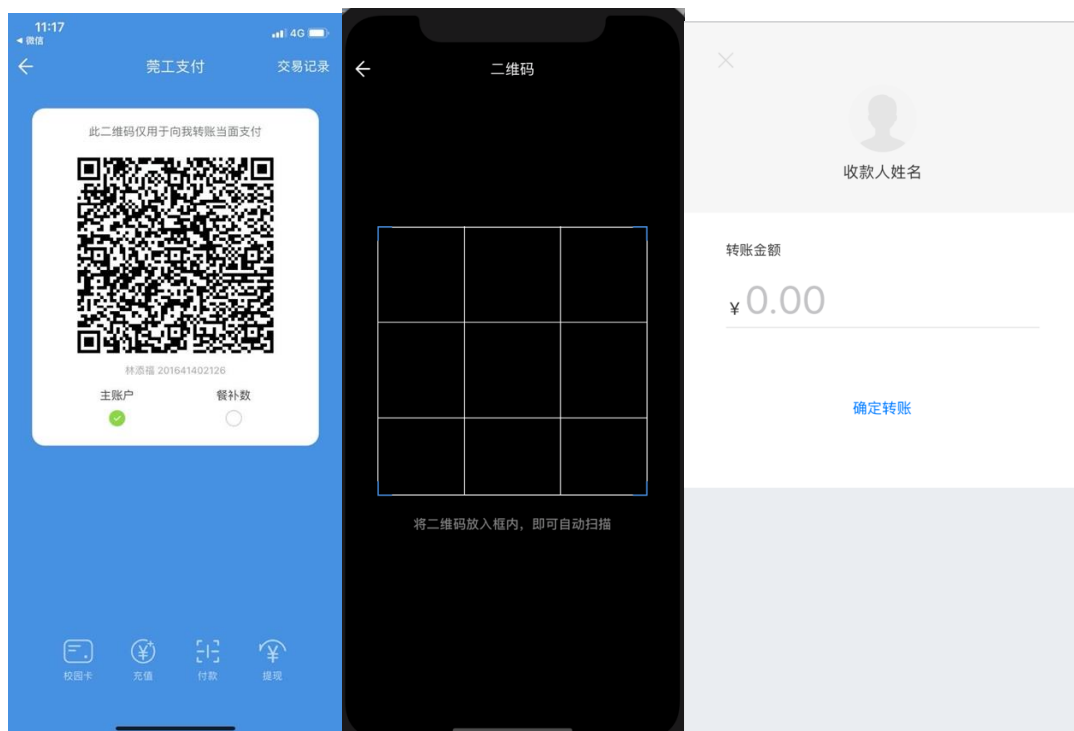 11:17
◀ 微信
4G
莞工支付
交易记录
此二维码仅用于向我转账当面支付
林添福 201641402126
主账户
餐补数
校园卡
充值
付款
提现
二维码
将二维码放入框内，即可自动扫描
收款人姓名
转账金额
¥ 0.00
确定转账